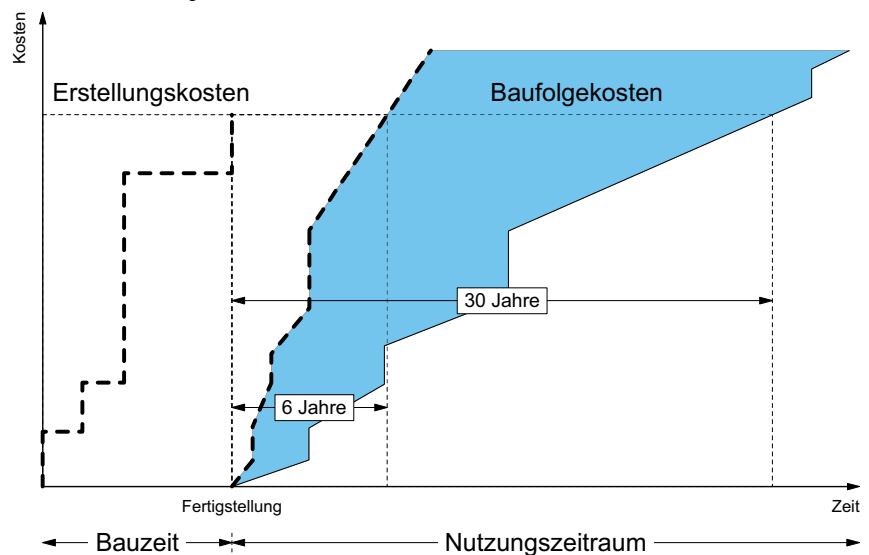 Kosten
Erstellungskosten
Baufolgekosten
30 Jahre
6 Jahre
Fertigstellung
Zeit
Bauzeit
Nutzungszeitraum